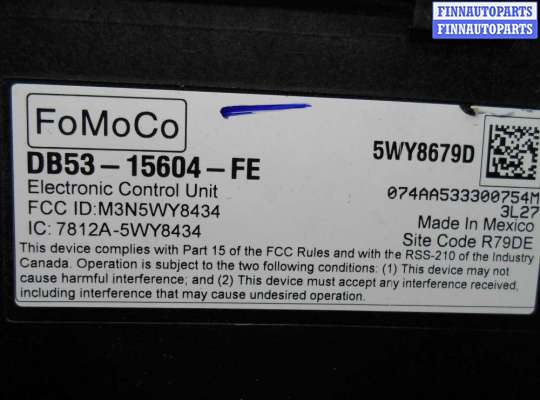 FINNAUTOPARTS
FINNAUTOPARTS
FoMoCo
DB53-15604-FE
5WY8679D
Electronic Control Unit
074AA533300754M
FCC ID:M3N5WY8434
3L27
IC: 7812A-5WY8434
Made In Mexico
Site Code R79DE
This device complies with Part 15 of the FCC Rules and with the RSS-210 of the Industry
Canada. Operation is subject to the two following conditions: (1) This device may not
cause harmful interference; and (2) This device must accept any interference received,
including interference that may cause undesired operation.